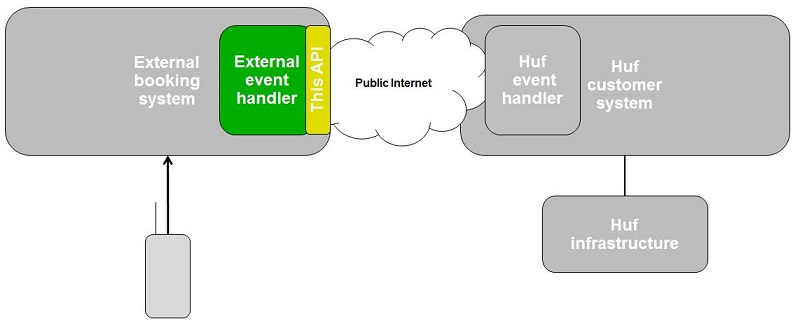 External
booking
system
External
event
handler
This API
Public Internet
Huf
event
handler
Huf
customer
system
Huf
infrastructure